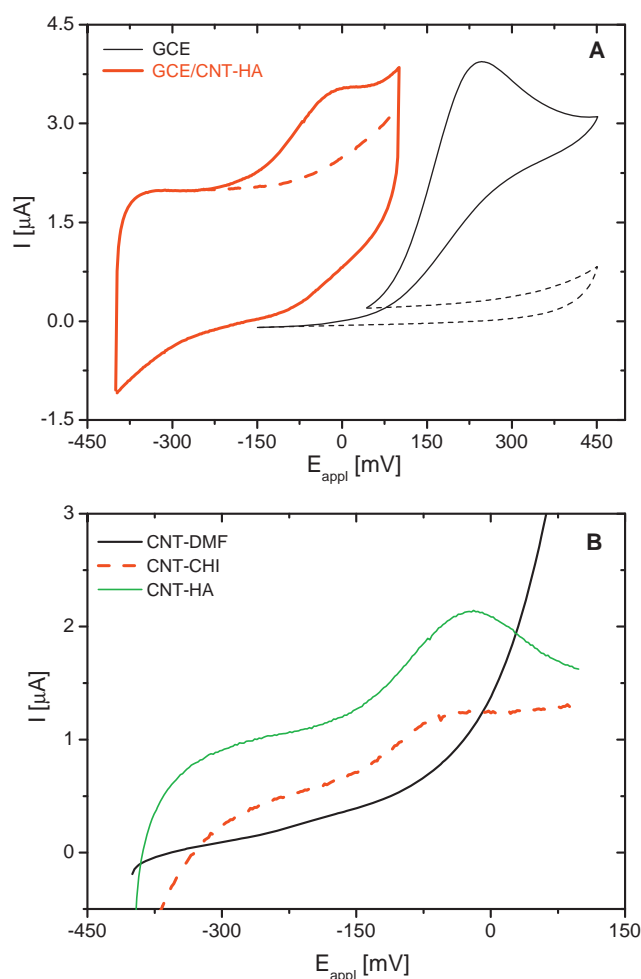 4.5
GCE
A
GCE/CNT-HA
3.0
I [μA]
1.5
0.0
-1.5
-450 -300 -150 0 150 300 450
E_appl [mV]
3
CNT-DMF
B
CNT-CHI
CNT-HA
2
I [μA]
1
0
-450 -300 -150 0 150
E_appl [mV]